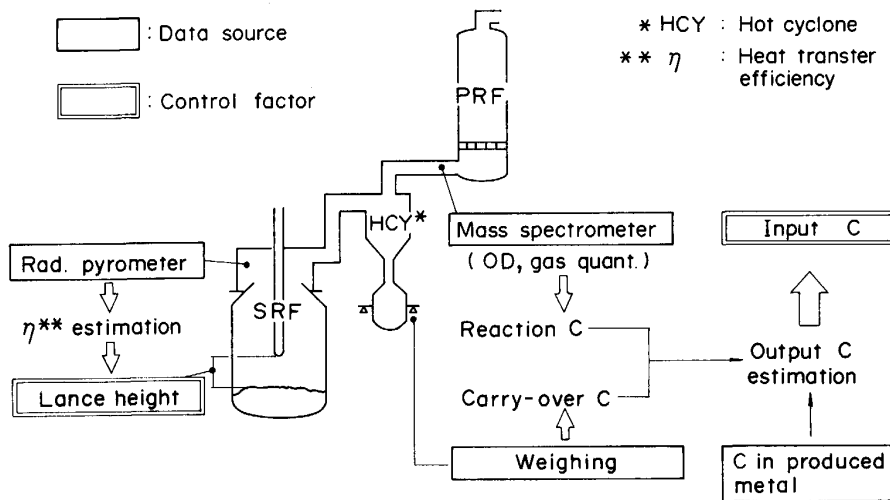 : Data source
: Control factor
* HCY : Hot cyclone
** η : Heat transter
efficiency
PRF
HCY*
SRF
Rad. pyrometer
η** estimation
Lance height
Mass spectrometer
( OD, gas quant.)
Reaction C
Carry-over C
Weighing
Input C
Output C
estimation
C in produced
metal